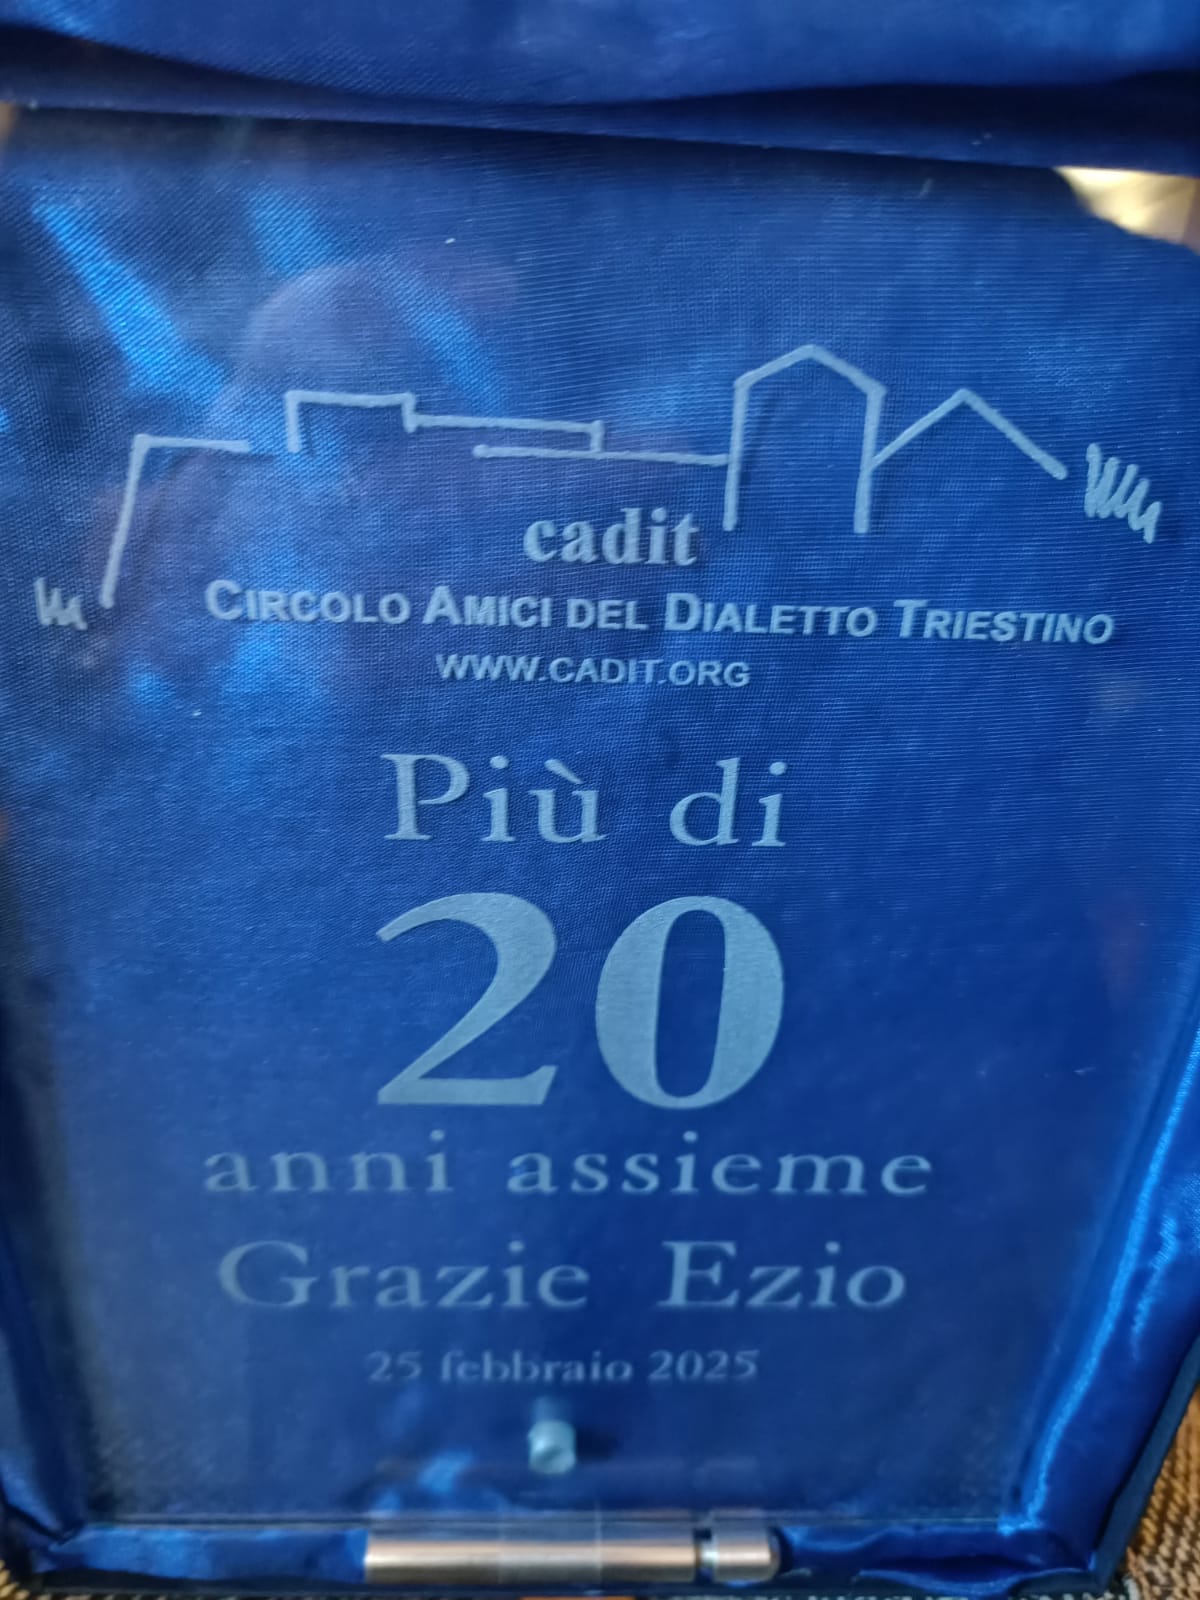 cadit
CIRCOLO AMICI DEL DIALETTO TRIESTINO
WWW.CADIT.ORG
Più di
20
anni assieme
Grazie Ezio
25 febbraio 2025